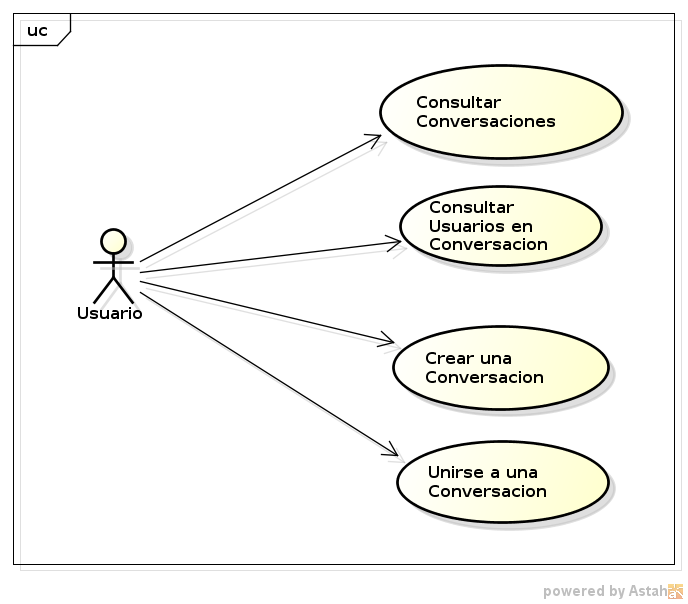 uc
Consultar
Conversaciones
Consultar
Usuarios en
Conversacion
Usuario
Crear una
Conversacion
Unirse a una
Conversacion
powered by Astah